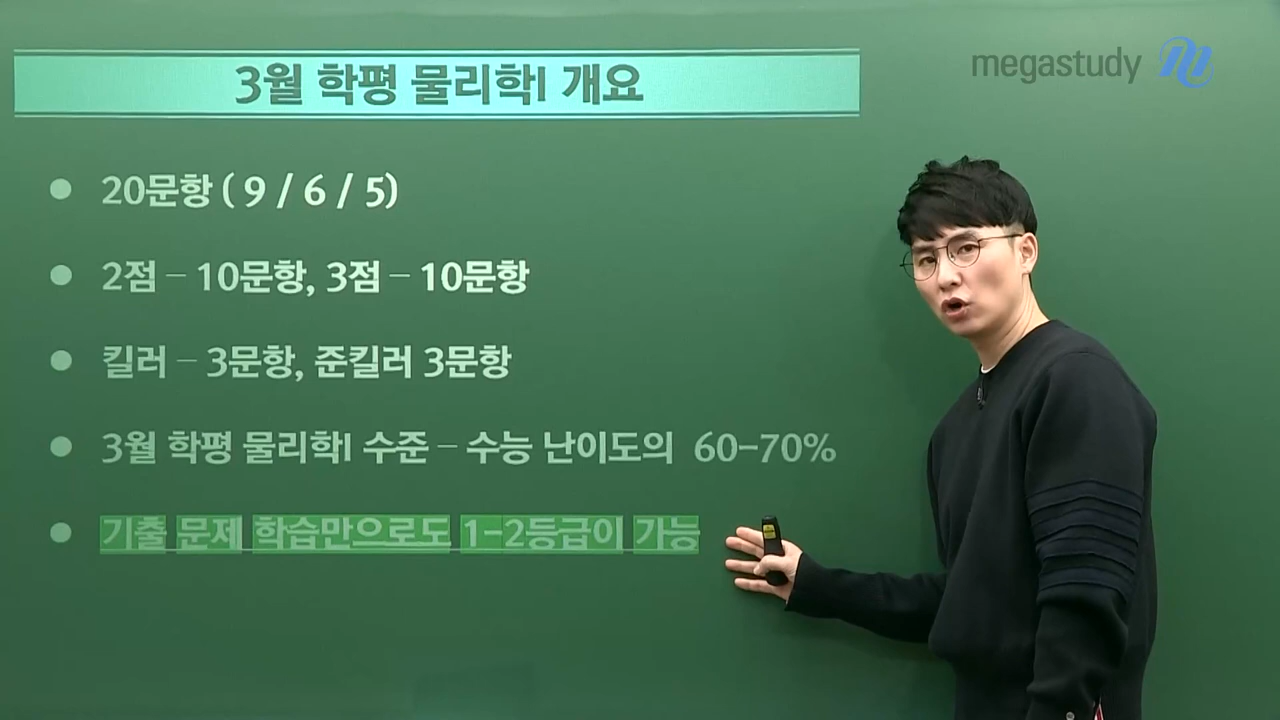 3월 학평 물리학I 개요
megastudy
20문항 ( 9 / 6 / 5)
2점 – 10문항, 3점 – 10문항
킬러 – 3문항, 준킬러 3문항
3월 학평 물리학I 수준 – 수능 난이도의 60-70%
기출 문제 학습만으로도 1-2등급이 가능